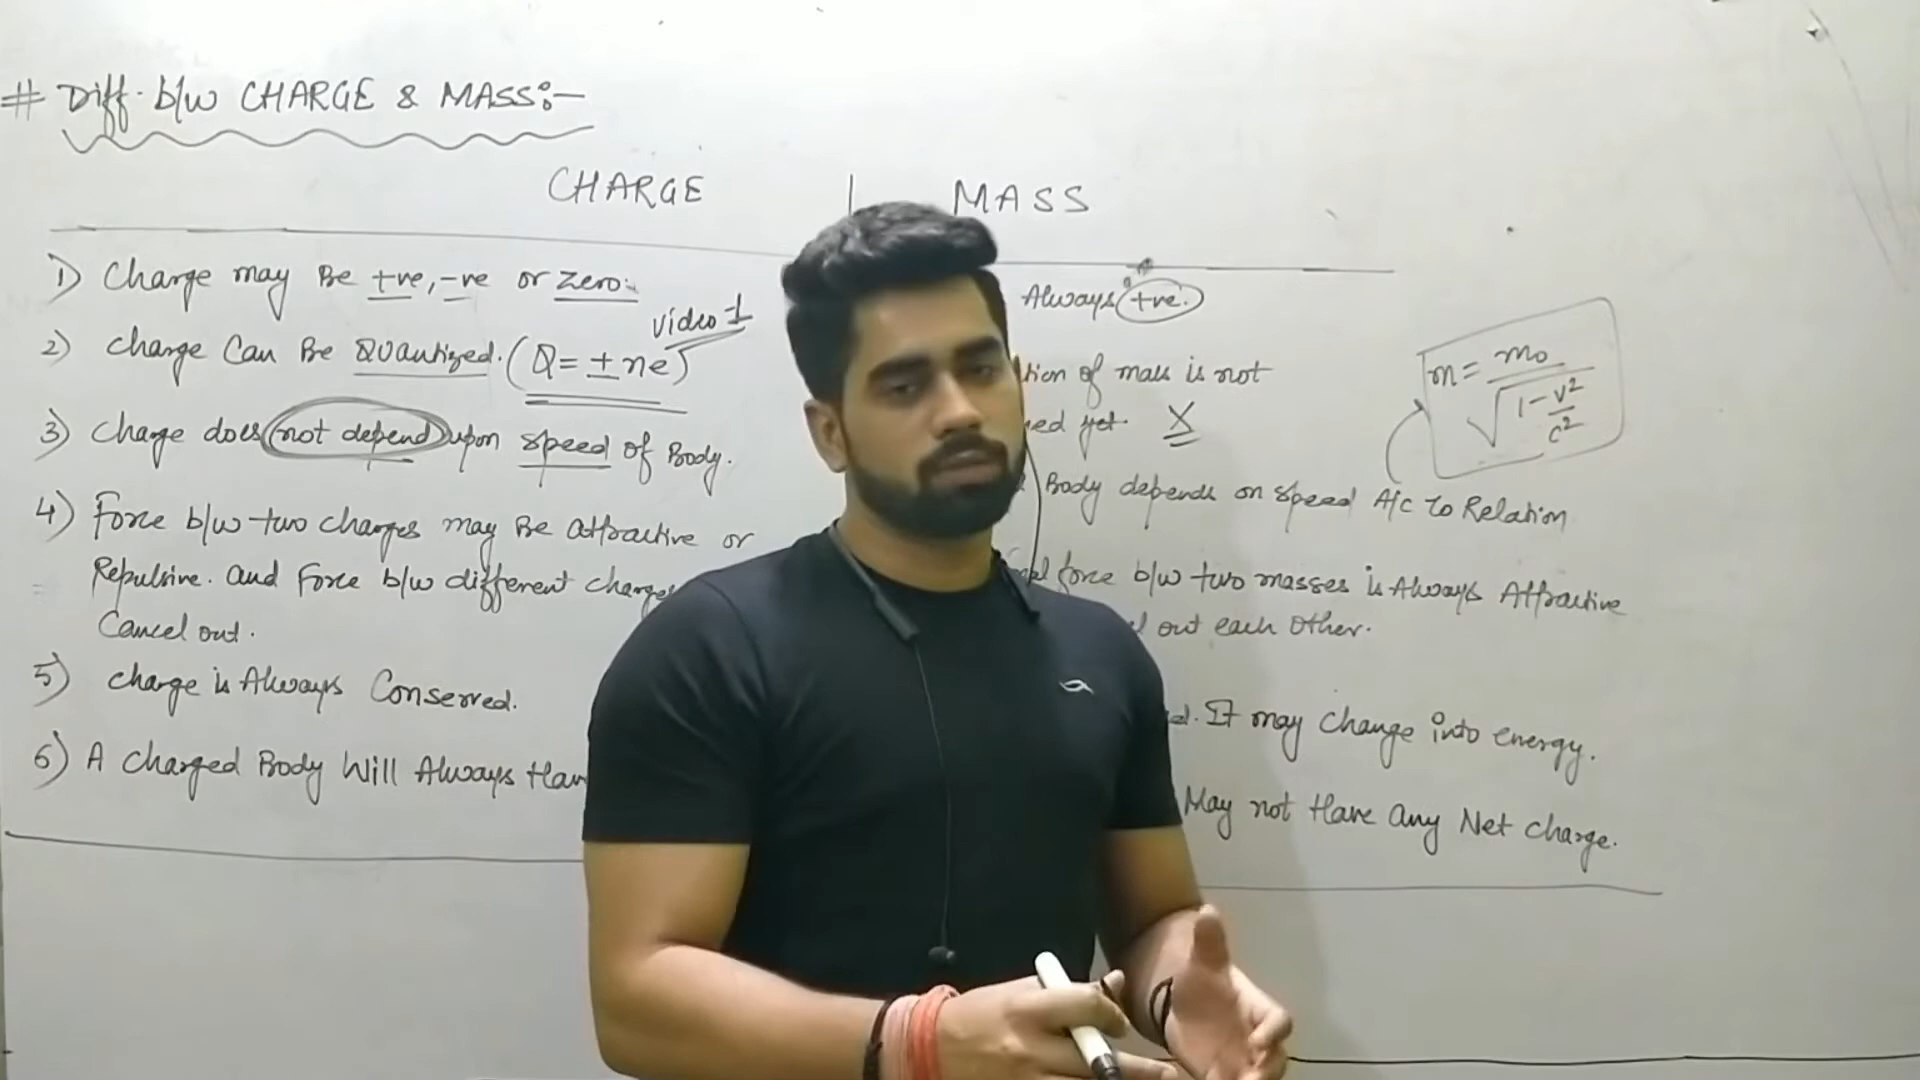 # Diff. b/w CHARGE & MASS:-
CHARGE | MASS
1) Charge may Be +ve, -ve or Zero.
Always +ve.
2) charge Can Be Quantized. (Q = ± ne)
video-1
of mass is not
yet X
m = m₀ / √(1 - v²/c²)
3) Charge does not depend upon speed of Body.
Body depends on speed A/c to Relation
4) Force b/w two charges may Be attractive or
Repulsive. and Force b/w different charges
Cancel out.
force b/w two masses is Always Attractive
out each other.
5) charge is Always Conserved.
It may change into energy.
6) A Charged Body Will Always
May not Have Any Net charge.